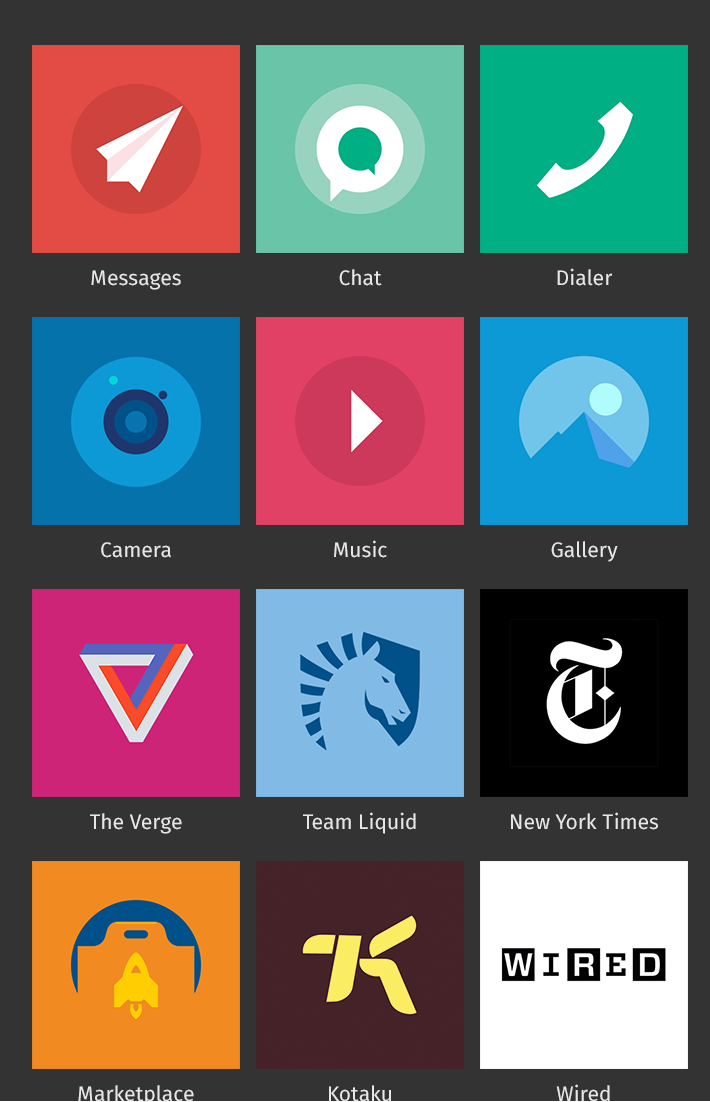 Messages
Chat
Dialer
Camera
Music
Gallery
The Verge
Team Liquid
New York Times
WIRED
Marketplace
Kotaku
Wired